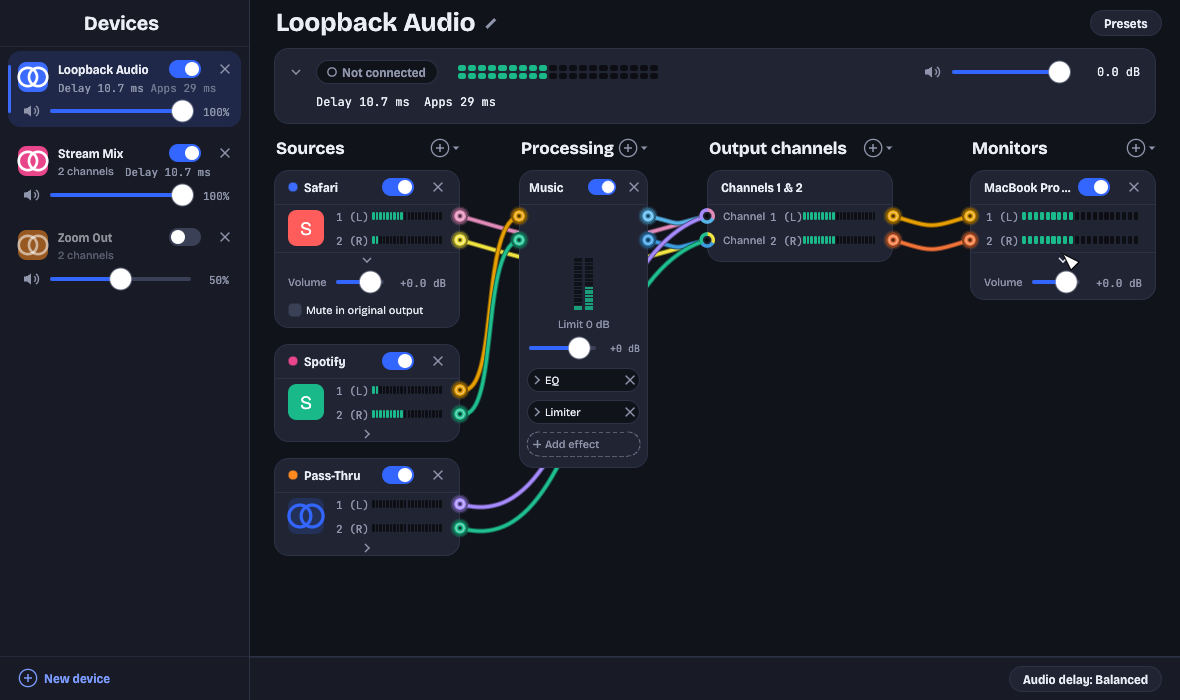 Devices
Loopback Audio
Delay 10.7 ms Apps 29 ms
100%
Stream Mix
2 channels Delay 10.7 ms
100%
Zoom Out
2 channels
50%
New device
Loopback Audio
Presets
Not connected
0.0 dB
Delay 10.7 ms Apps 29 ms
Sources
Safari
S
1 (L)
2 (R)
Volume +0.0 dB
Mute in original output
Spotify
S
1 (L)
2 (R)
Pass-Thru
1 (L)
2 (R)
Processing
Music
Limit 0 dB
+0 dB
EQ
Limiter
+ Add effect
Output channels
Channels 1 & 2
Channel 1 (L)
Channel 2 (R)
Monitors
MacBook Pro...
1 (L)
2 (R)
Volume +0.0 dB
Audio delay: Balanced